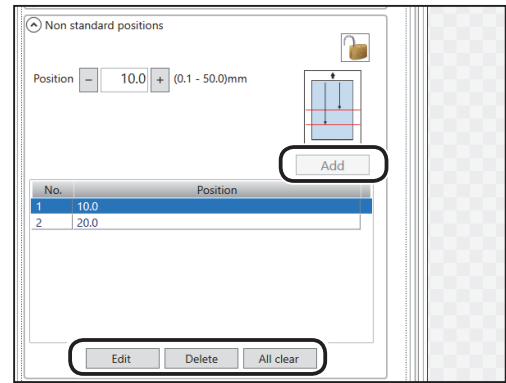 Non standard positions
Position − 10.0 + (0.1 - 50.0)mm
Add
No. Position
1 10.0
2 20.0
Edit Delete All clear